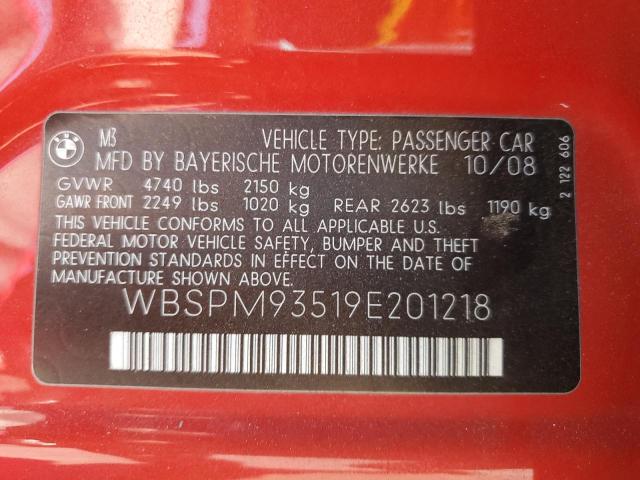 BMW
M3 VEHICLE TYPE: PASSENGER CAR
MFD BY BAYERISCHE MOTORENWERKE 10/08
GVWR 4740 lbs 2150 kg
GAWR FRONT 2249 lbs 1020 kg REAR 2623 lbs 1190 kg
THIS VEHICLE CONFORMS TO ALL APPLICABLE U.S.
FEDERAL MOTOR VEHICLE SAFETY, BUMPER AND THEFT
PREVENTION STANDARDS IN EFFECT ON THE DATE OF
MANUFACTURE SHOWN ABOVE.
WBSPM93519E201218
2 122 606